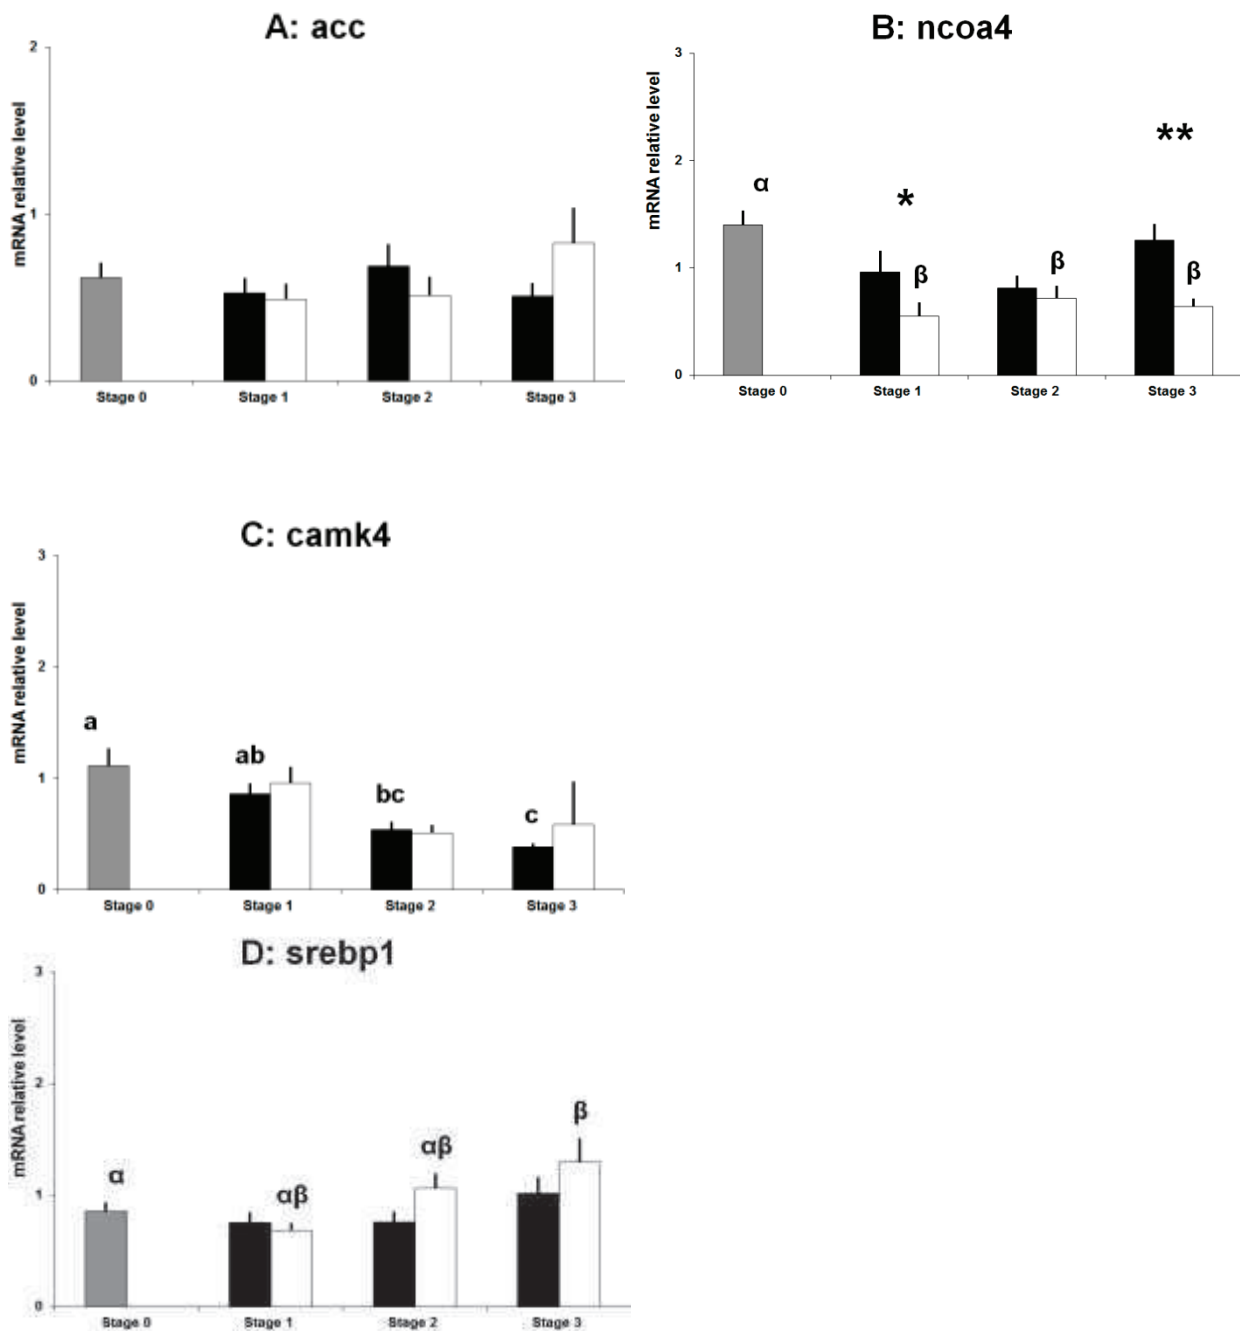 A: acc
mRNA relative level
2
1
0
Stage 0 Stage 1 Stage 2 Stage 3
B: ncoa4
mRNA relative level
3
2
1
0
α
*
β
β
**
β
Stage 0 Stage 1 Stage 2 Stage 3
C: camk4
mRNA relative level
3
2
1
0
a
ab
bc
c
Stage 0 Stage 1 Stage 2 Stage 3
D: srebp1
mRNA relative level
3
2
1
0
α
αβ
αβ
β
Stage 0 Stage 1 Stage 2 Stage 3